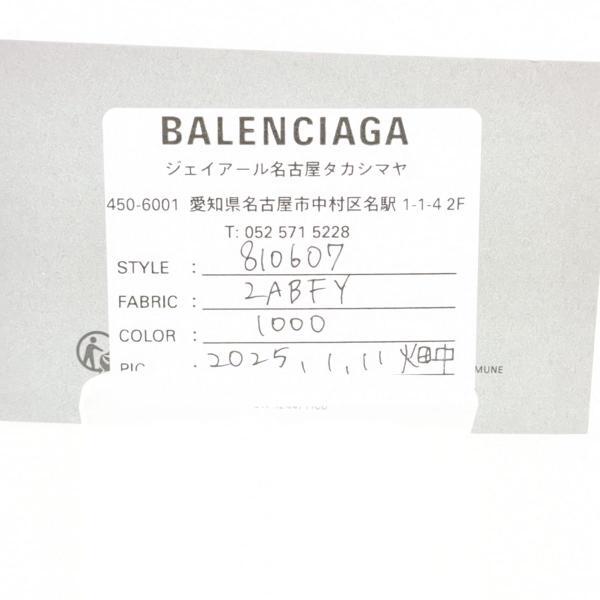 BALENCIAGA
ジェイアール名古屋タカシマヤ
450-6001 愛知県名古屋市中村区名駅 1-1-4 2F
T: 052 571 5228
STYLE : 810607
FABRIC : 2ABFY
COLOR : 1000
PIC : 2025,1,11 畑中
MUNE